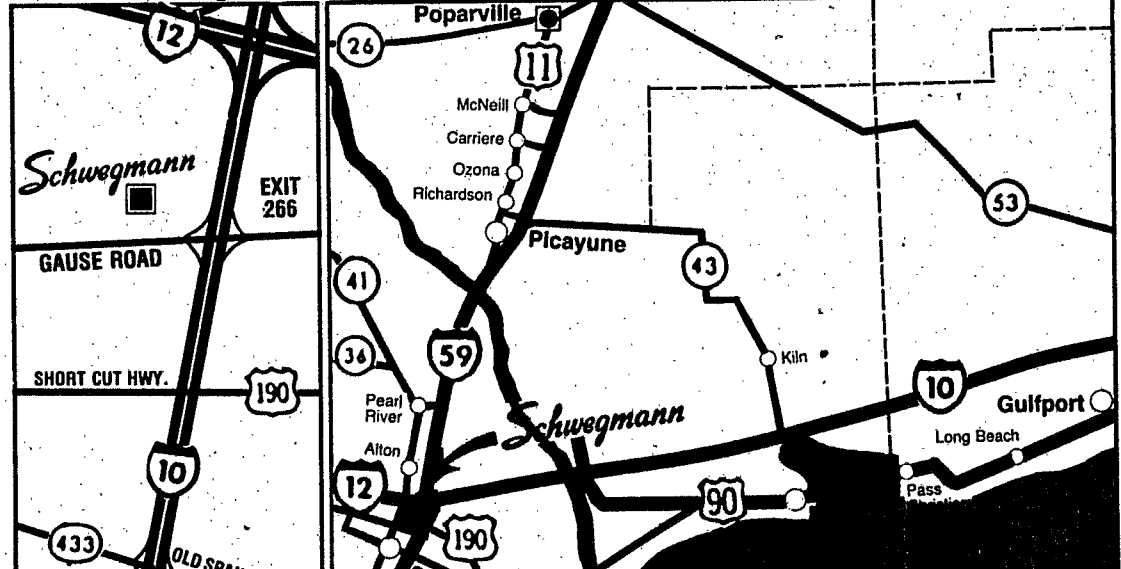 12
Schwegmann
EXIT
266
GAUSE ROAD
SHORT CUT HWY.
190
10
433
Poparville
26
11
McNeill
Carriere
Ozona
Richardson
Picayune
53
43
41
59
36
Kiln
Pearl
River
10
Gulfport
Long Beach
Schwegmann
Alton
12
90
Pass
190